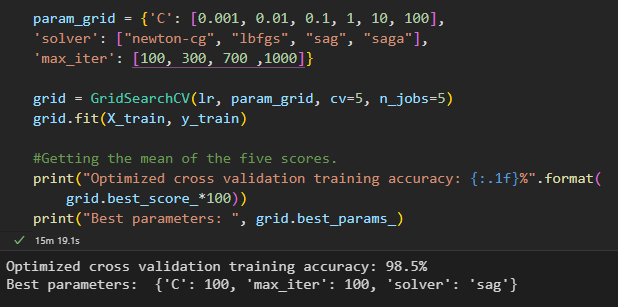 param_grid = {'C': [0.001, 0.01, 0.1, 1, 10, 100],
'solver': ["newton-cg", "lbfgs", "sag", "saga"],
'max_iter': [100, 300, 700 ,1000]}
grid = GridSearchCV(lr, param_grid, cv=5, n_jobs=5)
grid.fit(X_train, y_train)
#Getting the mean of the five scores.
print("Optimized cross validation training accuracy: {:.1f}%".format(
grid.best_score_*100))
print("Best parameters: ", grid.best_params_)
15m 19.1s
Optimized cross validation training accuracy: 98.5%
Best parameters:  {'C': 100, 'max_iter': 100, 'solver': 'sag'}